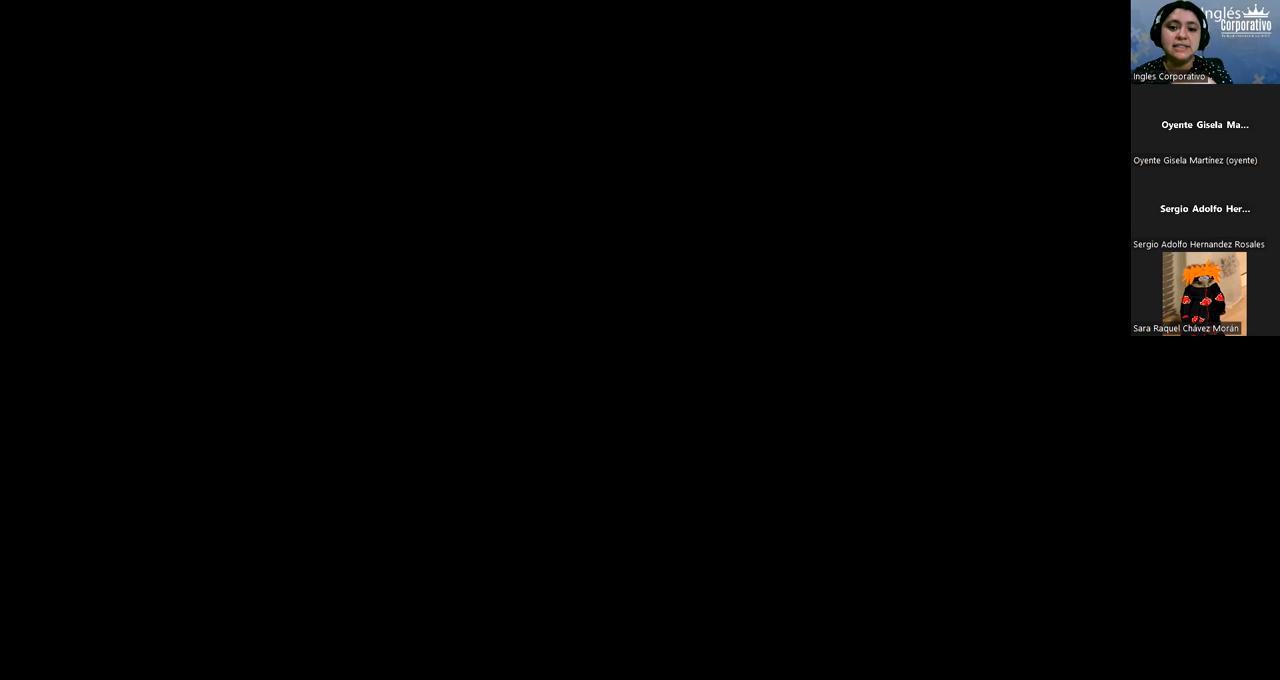 Inglés
Corporativo
Ingles Corporativo
Oyente Gisela Ma...
Oyente Gisela Martínez (oyente)
Sergio Adolfo Her...
Sergio Adolfo Hernandez Rosales
Sara Raquel Chávez Morán